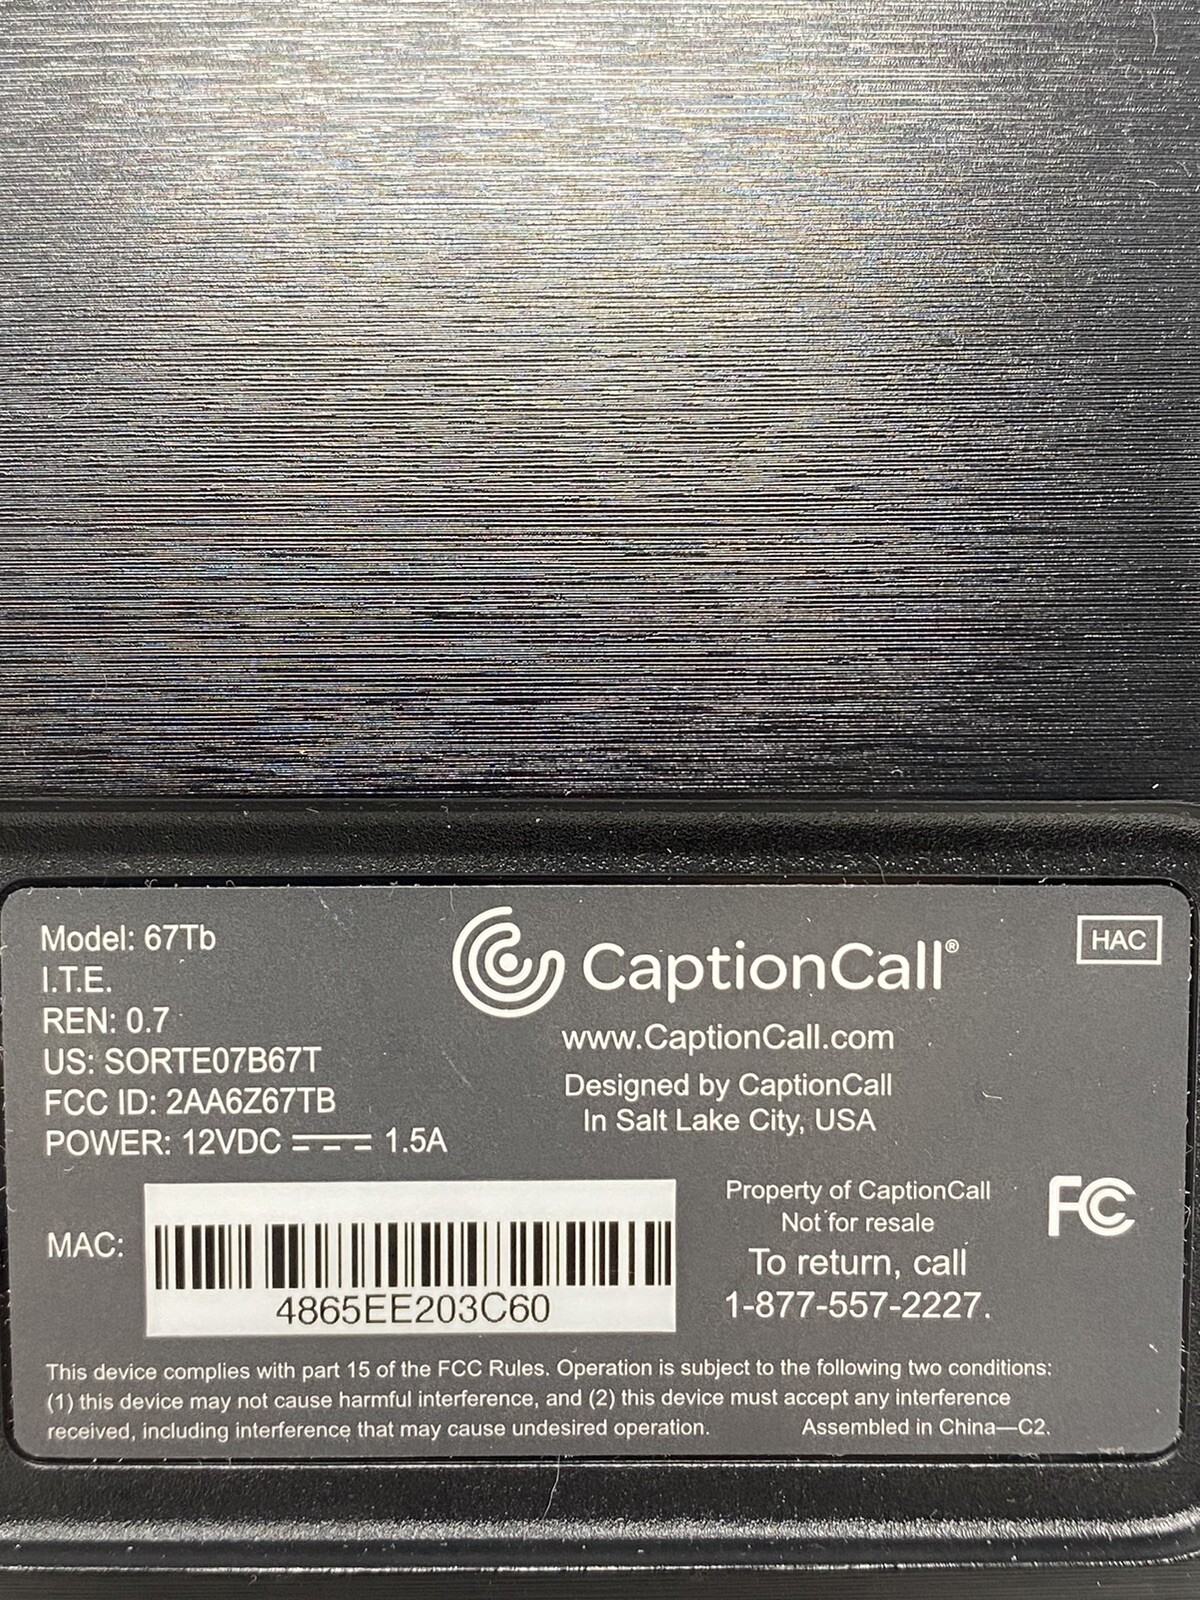 Model: 67Tb
I.T.E.
REN: 0.7
US: SORTE07B67T
FCC ID: 2AA6Z67TB
POWER: 12VDC 1.5A
CaptionCall®
www.CaptionCall.com
Designed by CaptionCall
In Salt Lake City, USA
HAC
MAC:
4865EE203C60
Property of CaptionCall
Not for resale
To return, call
1-877-557-2227.
FC
This device complies with part 15 of the FCC Rules. Operation is subject to the following two conditions:
(1) this device may not cause harmful interference, and (2) this device must accept any interference
received, including interference that may cause undesired operation. Assembled in China—C2.